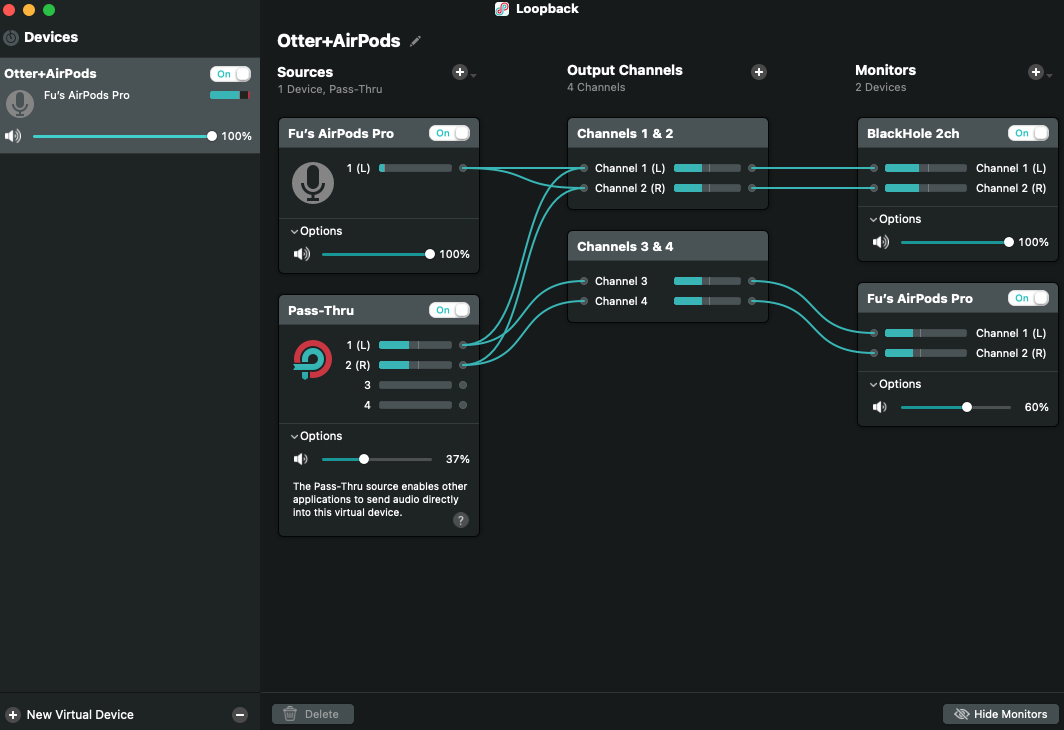 Loopback
Devices
Otter+AirPods
On
Fu's AirPods Pro
100%
New Virtual Device
Otter+AirPods
Sources
1 Device, Pass-Thru
Fu's AirPods Pro
On
1 (L)
Options
100%
Pass-Thru
On
1 (L)
2 (R)
3
4
Options
37%
The Pass-Thru source enables other
applications to send audio directly
into this virtual device.
?
Output Channels
4 Channels
Channels 1 & 2
Channel 1 (L)
Channel 2 (R)
Channels 3 & 4
Channel 3
Channel 4
Monitors
2 Devices
BlackHole 2ch
On
Channel 1 (L)
Channel 2 (R)
Options
100%
Fu's AirPods Pro
On
Channel 1 (L)
Channel 2 (R)
Options
60%
Delete
Hide Monitors